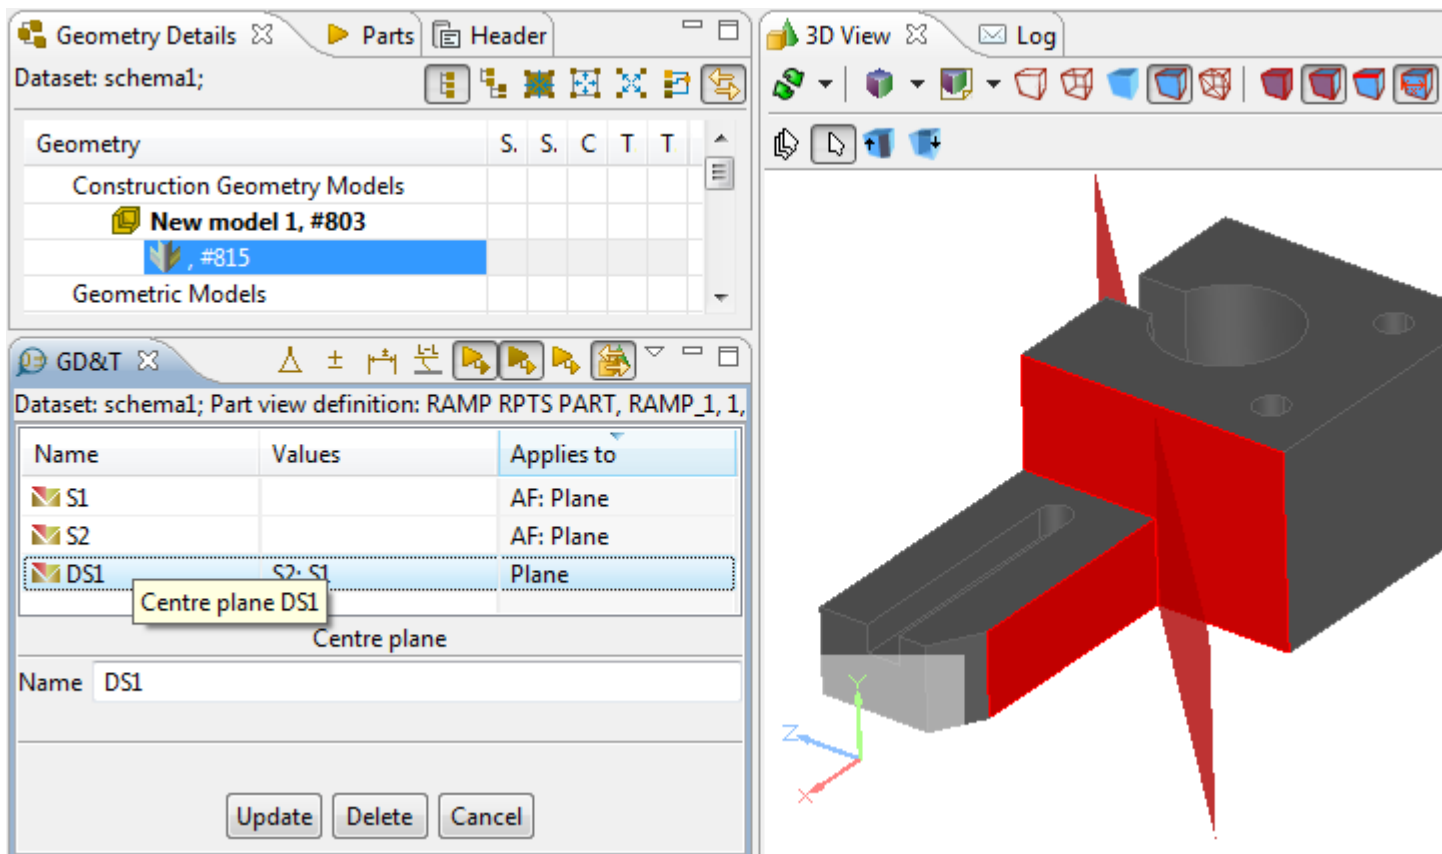 Geometry Details
Parts
Header
Dataset: schema1;
Geometry S. S. C T. T.
Construction Geometry Models
New model 1, #803
, #815
Geometric Models
GD&T
Dataset: schema1; Part view definition: RAMP RPTS PART, RAMP_1, 1,
Name Values Applies to
S1 AF: Plane
S2 AF: Plane
DS1 S2; S1 Plane
Centre plane DS1
Centre plane
Name DS1
Update Delete Cancel
3D View
Log
Y
Z
X